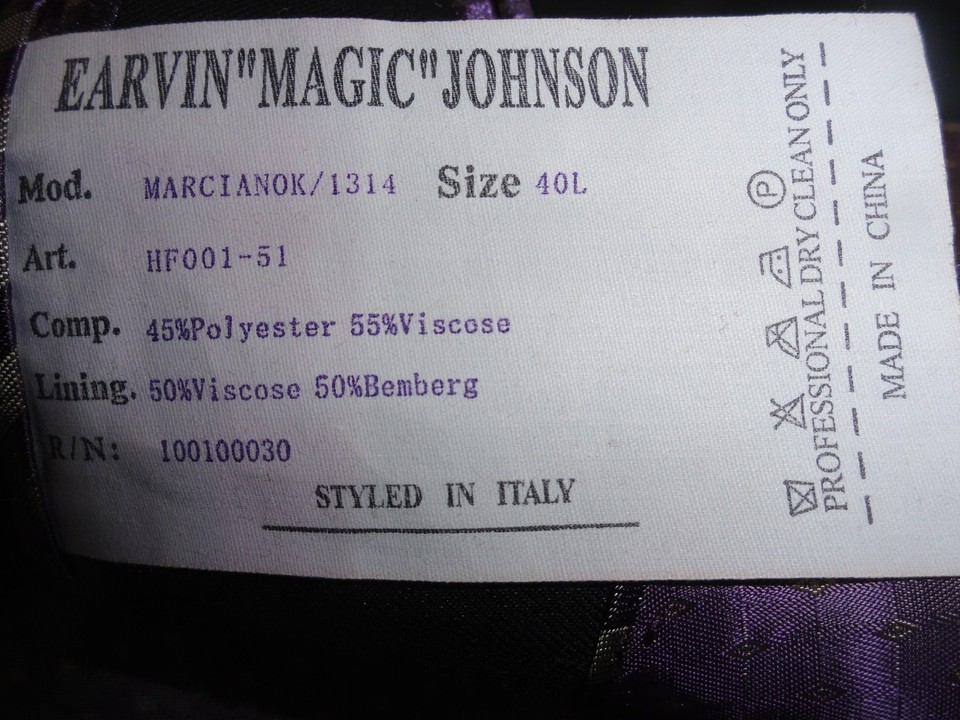 EARVIN"MAGIC"JOHNSON
Mod. MARCIANOK/1314 Size 40L
Art. HF001-51
Comp. 45%Polyester 55%Viscose
Lining. 50%Viscose 50%Bemberg
R/N: 100100030
STYLED IN ITALY
P
PROFESSIONAL DRY CLEAN ONLY
MADE IN CHINA